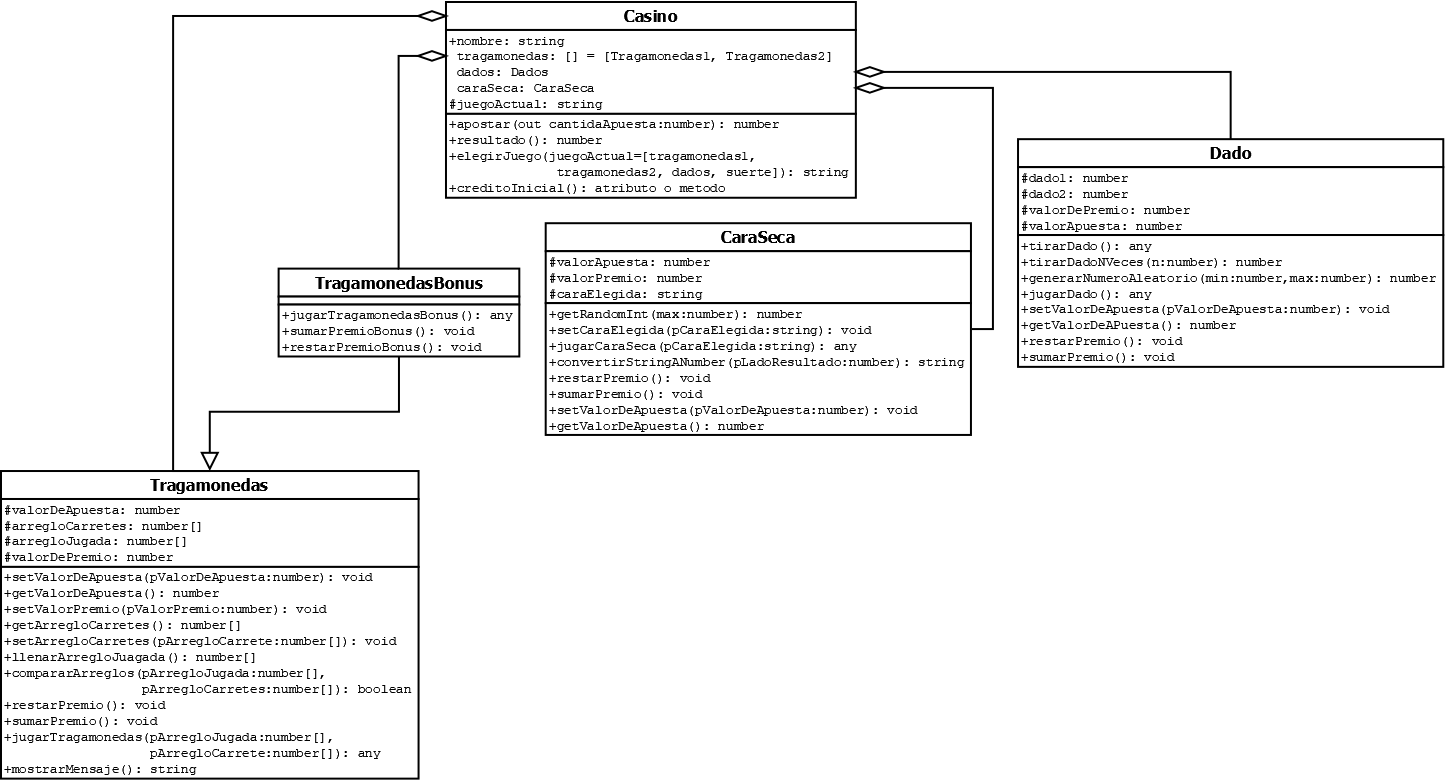 Casino
+nombre: string
tragamonedas: [] = [Tragamonedas1, Tragamonedas2]
dados: Dados
caraSeca: CaraSeca
#juegoActual: string
+apostar(out cantidaApuesta:number): number
+resultado(): number
+elegirJuego(juegoActual=[tragamonedas1,
tragamonedas2, dados, suerte]): string
+creditoInicial(): atributo o metodo
Dado
#dado1: number
#dado2: number
#valorDePremio: number
#valorApuesta: number
+tirarDado(): any
+tirarDadoNVeces(n:number): number
+generarNumeroAleatorio(min:number,max:number): number
+jugarDado(): any
+setValorDeApuesta(pValorDeApuesta:number): void
+getValorDeAPuesta(): number
+restarPremio(): void
+sumarPremio(): void
CaraSeca
#valorApuesta: number
#valorPremio: number
#caraElegida: string
+getRandomInt(max:number): number
+setCaraElegida(pCaraElegida:string): void
+jugarCaraSeca(pCaraElegida:string): any
+convertirStringANumber(pLadoResultado:number): string
+restarPremio(): void
+sumarPremio(): void
+setValorDeApuesta(pValorDeApuesta:number): void
+getValorDeApuesta(): number
TragamonedasBonus
+jugarTragamonedasBonus(): any
+sumarPremioBonus(): void
+restarPremioBonus(): void
Tragamonedas
#valorDeApuesta: number
#arregloCarretes: number[]
#arregloJugada: number[]
#valorDePremio: number
+setValorDeApuesta(pValorDeApuesta:number): void
+getValorDeApuesta(): number
+setValorPremio(pValorPremio:number): void
+getArregloCarretes(): number[]
+setArregloCarretes(pArregloCarrete:number[]): void
+llenarArregloJuagada(): number[]
+compararArreglos(pArregloJugada:number[],
pArregloCarretes:number[]): boolean
+restarPremio(): void
+sumarPremio(): void
+jugarTragamonedas(pArregloJugada:number[],
pArregloCarrete:number[]): any
+mostrarMensaje(): string